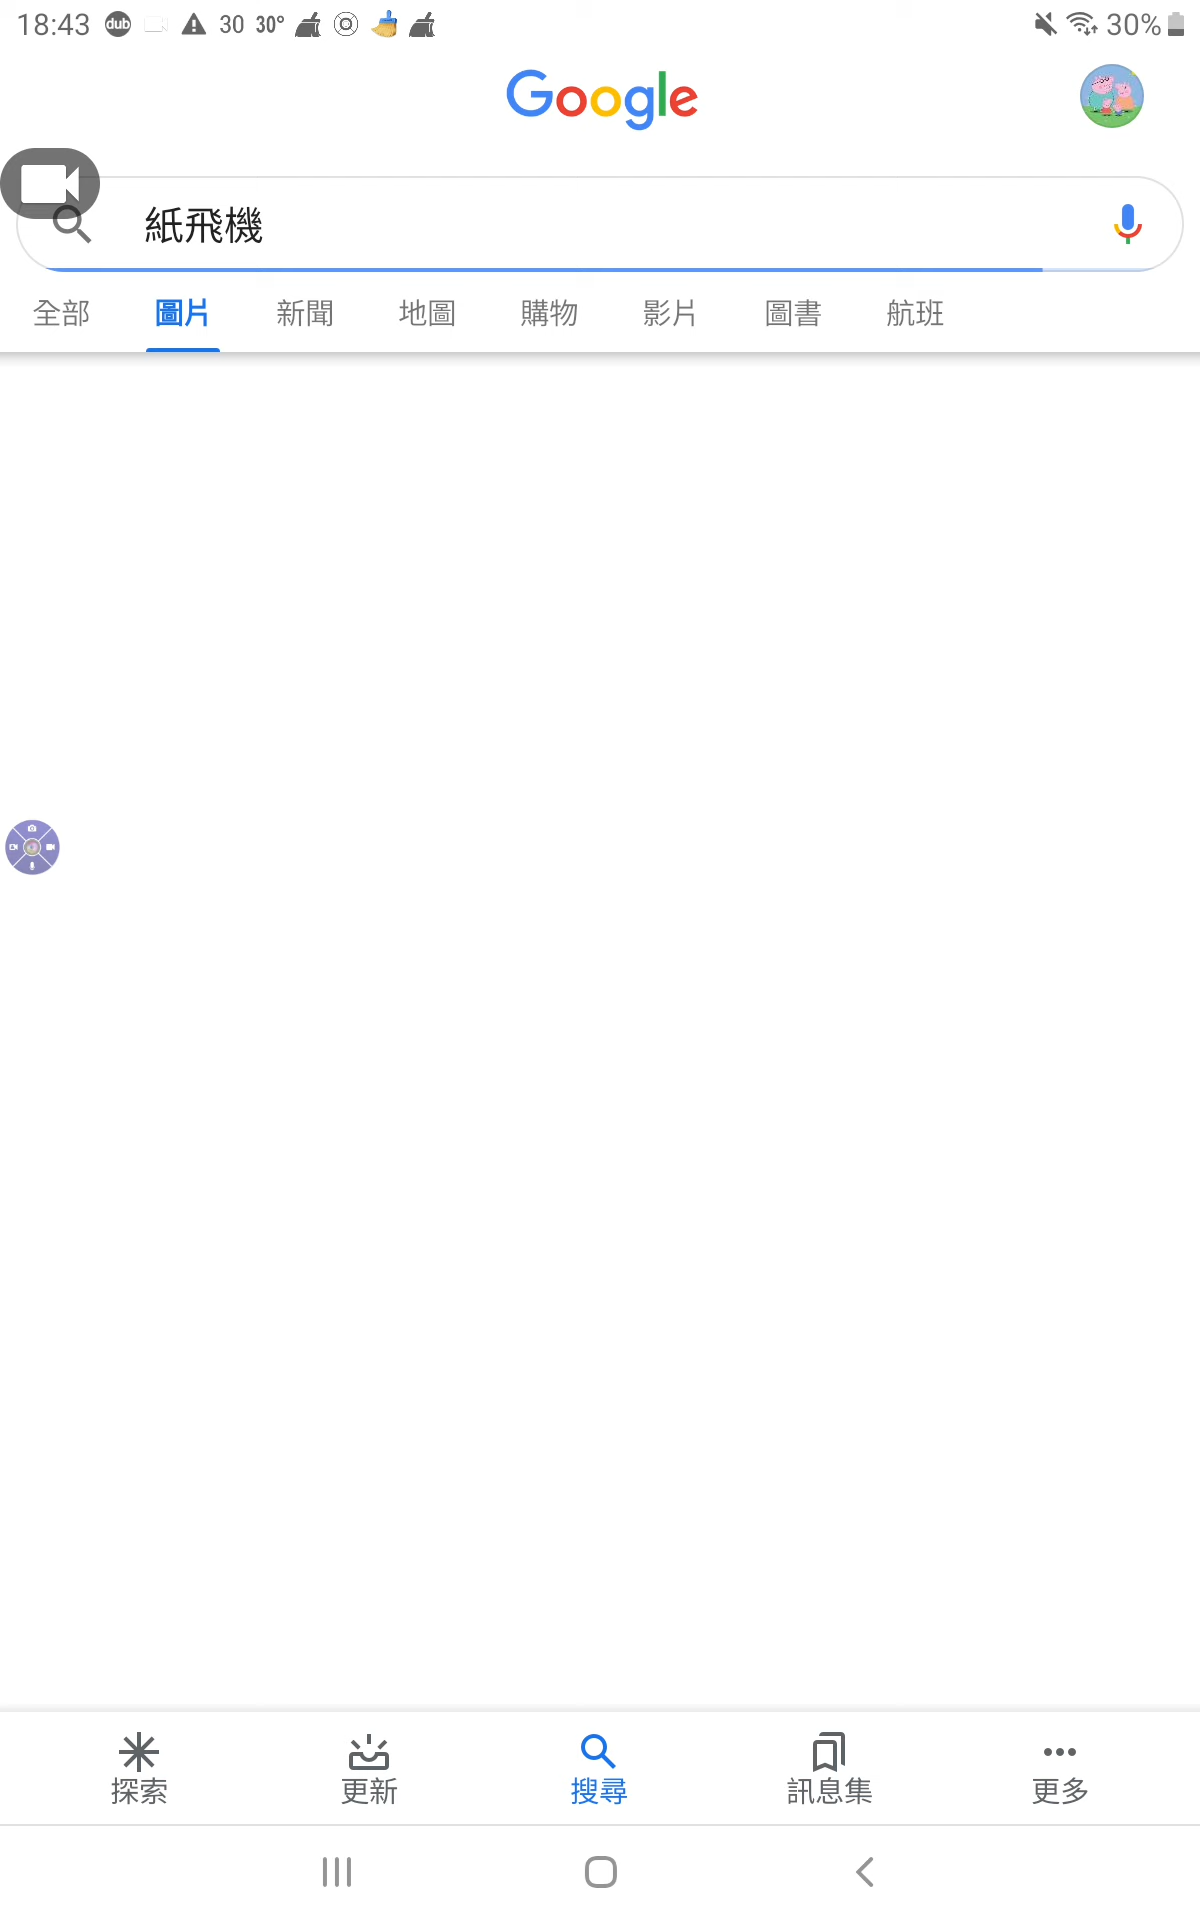 18:43 dub 30 30° 30%
Google
紙飛機
全部 圖片 新聞 地圖 購物 影片 圖書 航班
探索 更新 搜尋 訊息集 更多